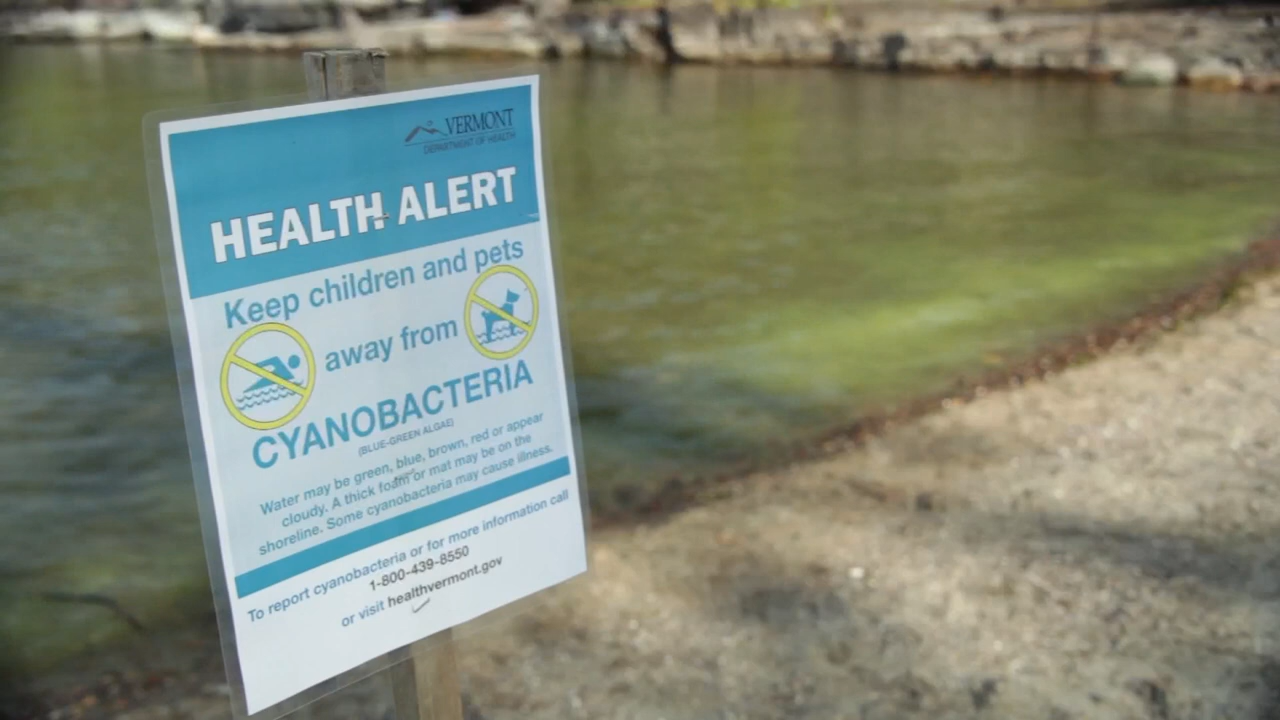 VERMONT
DEPARTMENT OF HEALTH
HEALTH ALERT
Keep children and pets
away from
CYANOBACTERIA
(BLUE-GREEN ALGAE)
Water may be green, blue, brown, red or appear
cloudy. A thick foam or mat may be on the
shoreline. Some cyanobacteria may cause illness.
To report cyanobacteria or for more information call
1-800-439-8550
or visit healthvermont.gov